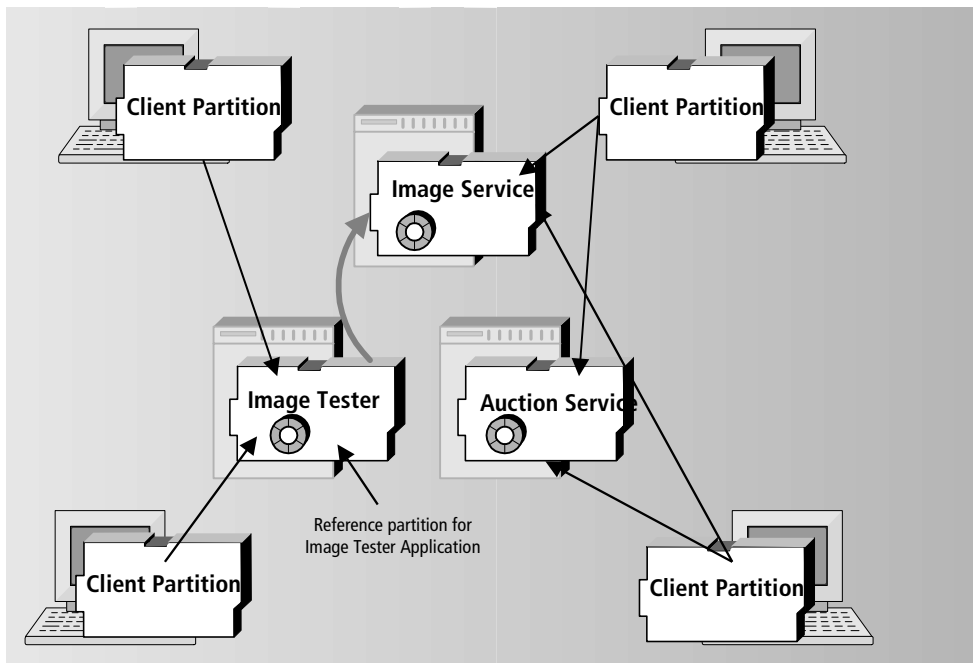 Client Partition
Client Partition
Image Service
Image Tester
Auction Service
Reference partition for
Image Tester Application
Client Partition
Client Partition